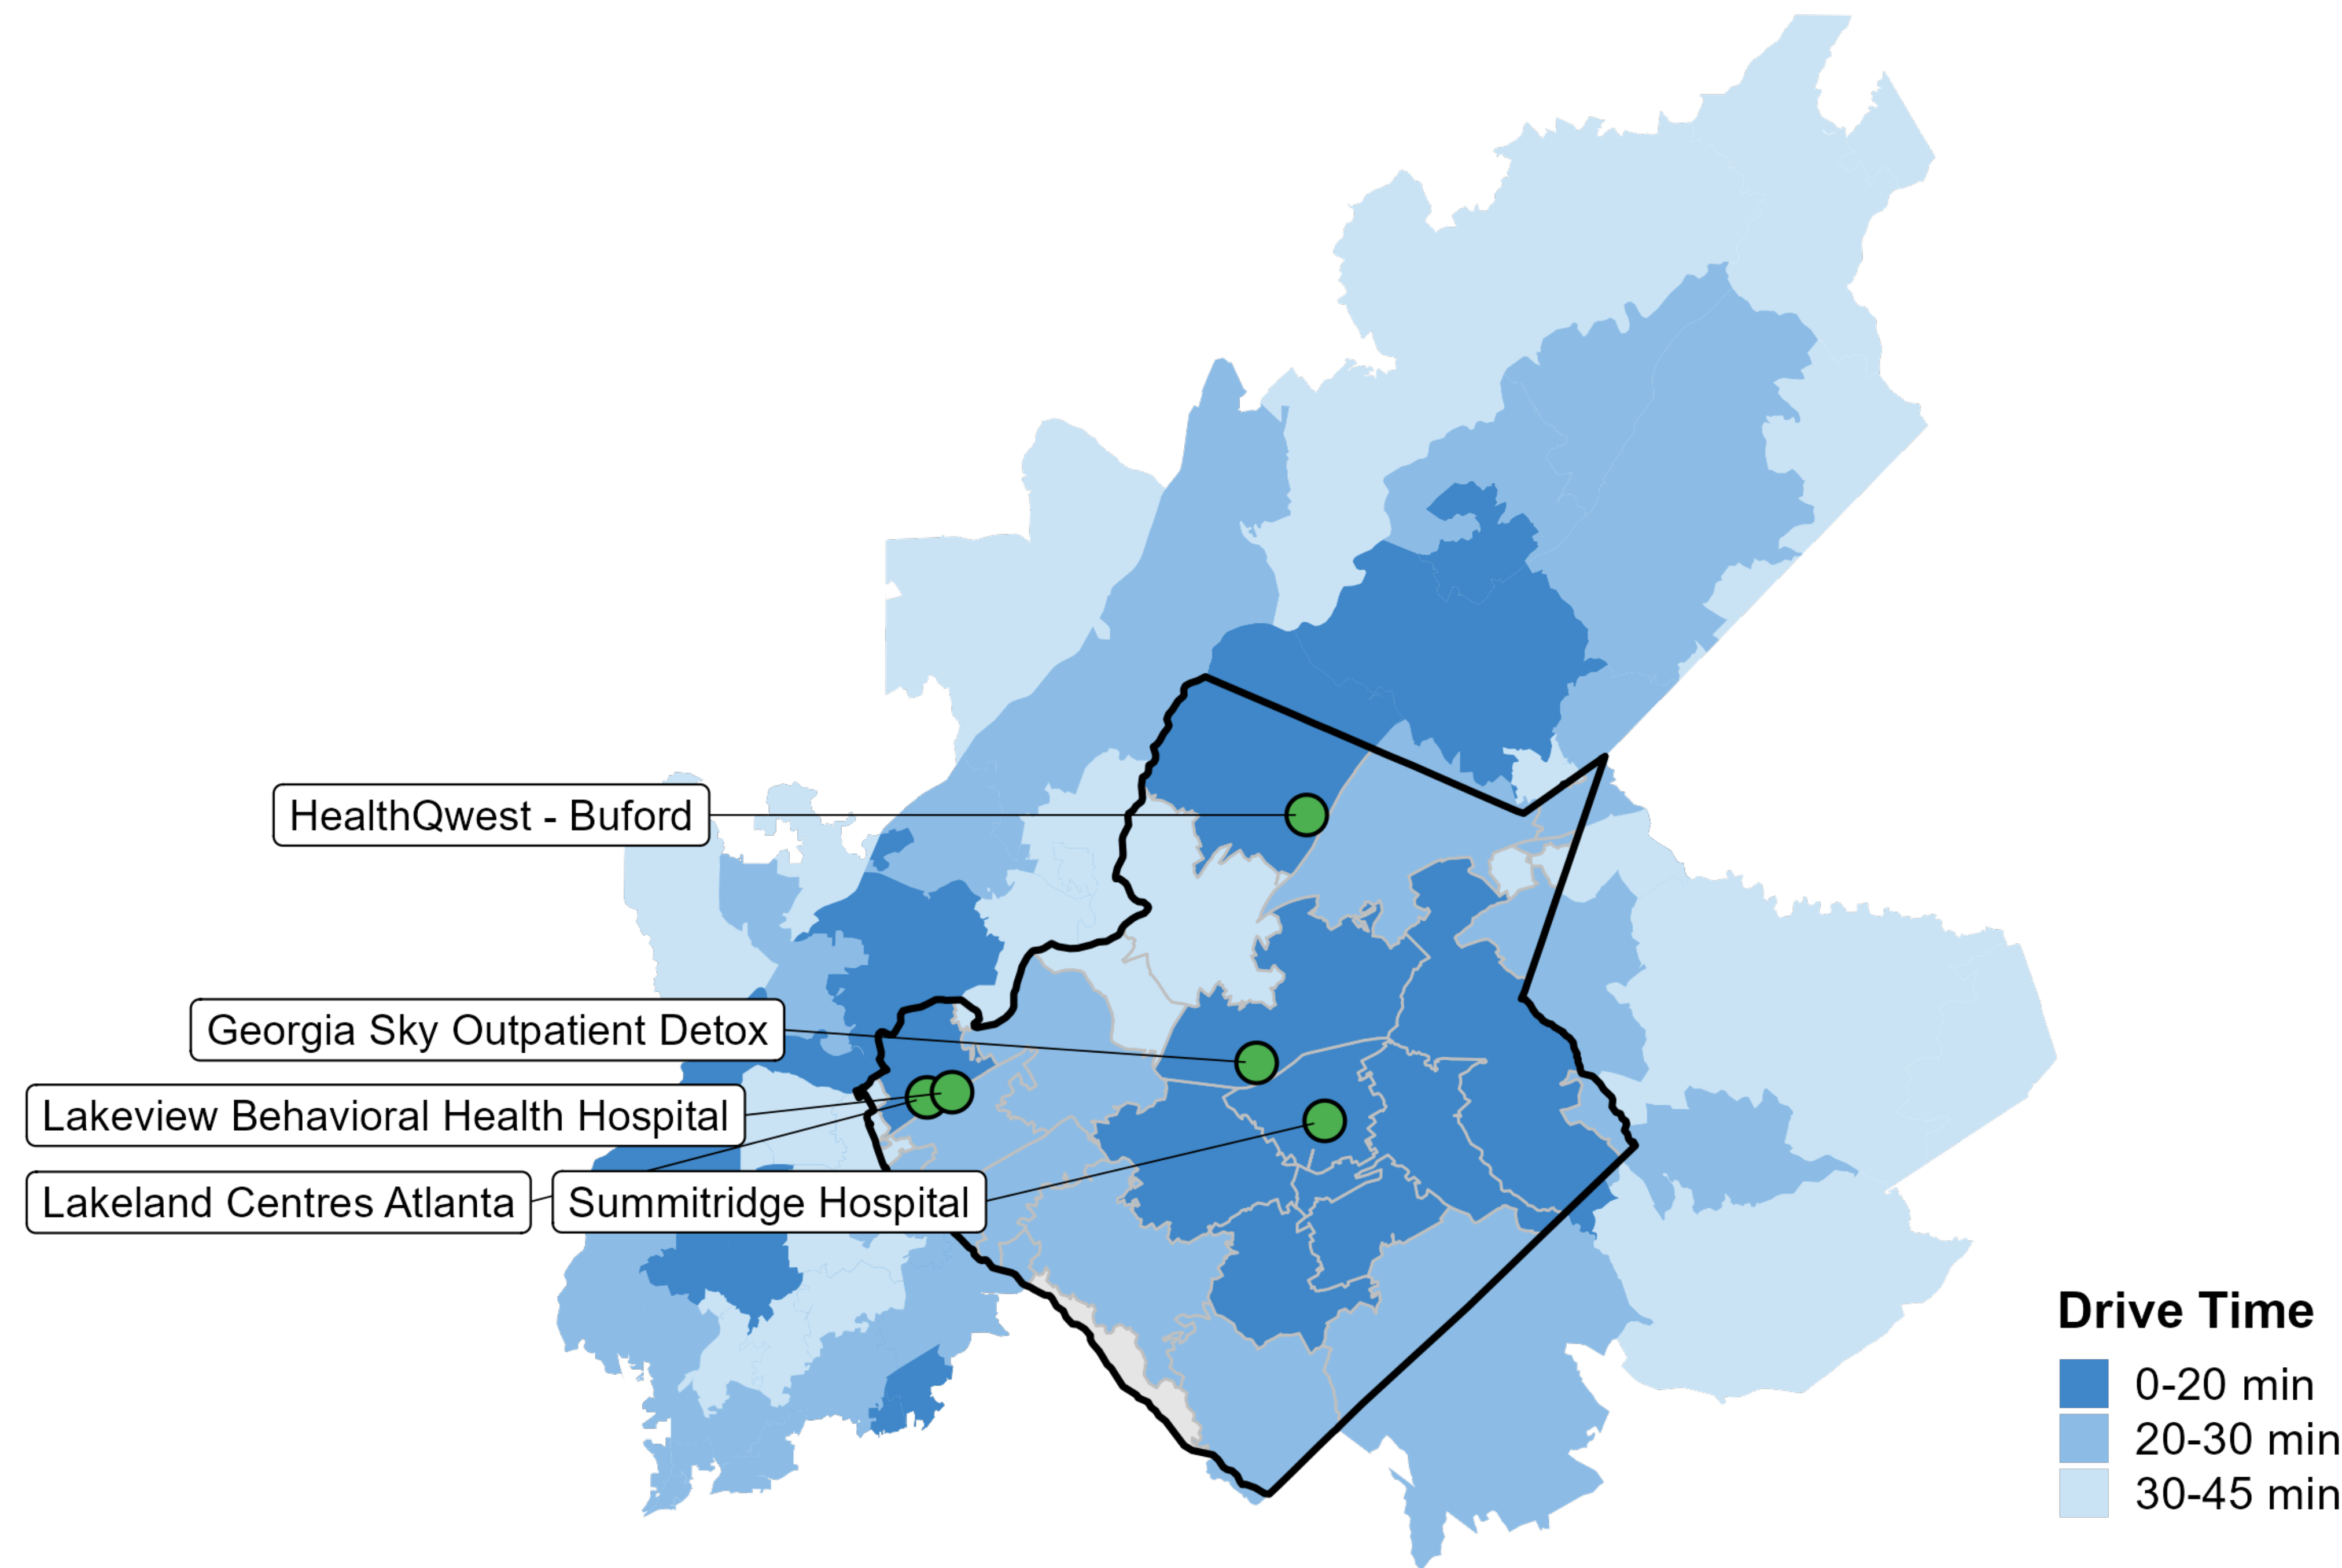 HealthQwest - Buford
Georgia Sky Outpatient Detox
Lakeview Behavioral Health Hospital
Lakeland Centres Atlanta
Summitridge Hospital
Drive Time
0-20 min
20-30 min
30-45 min